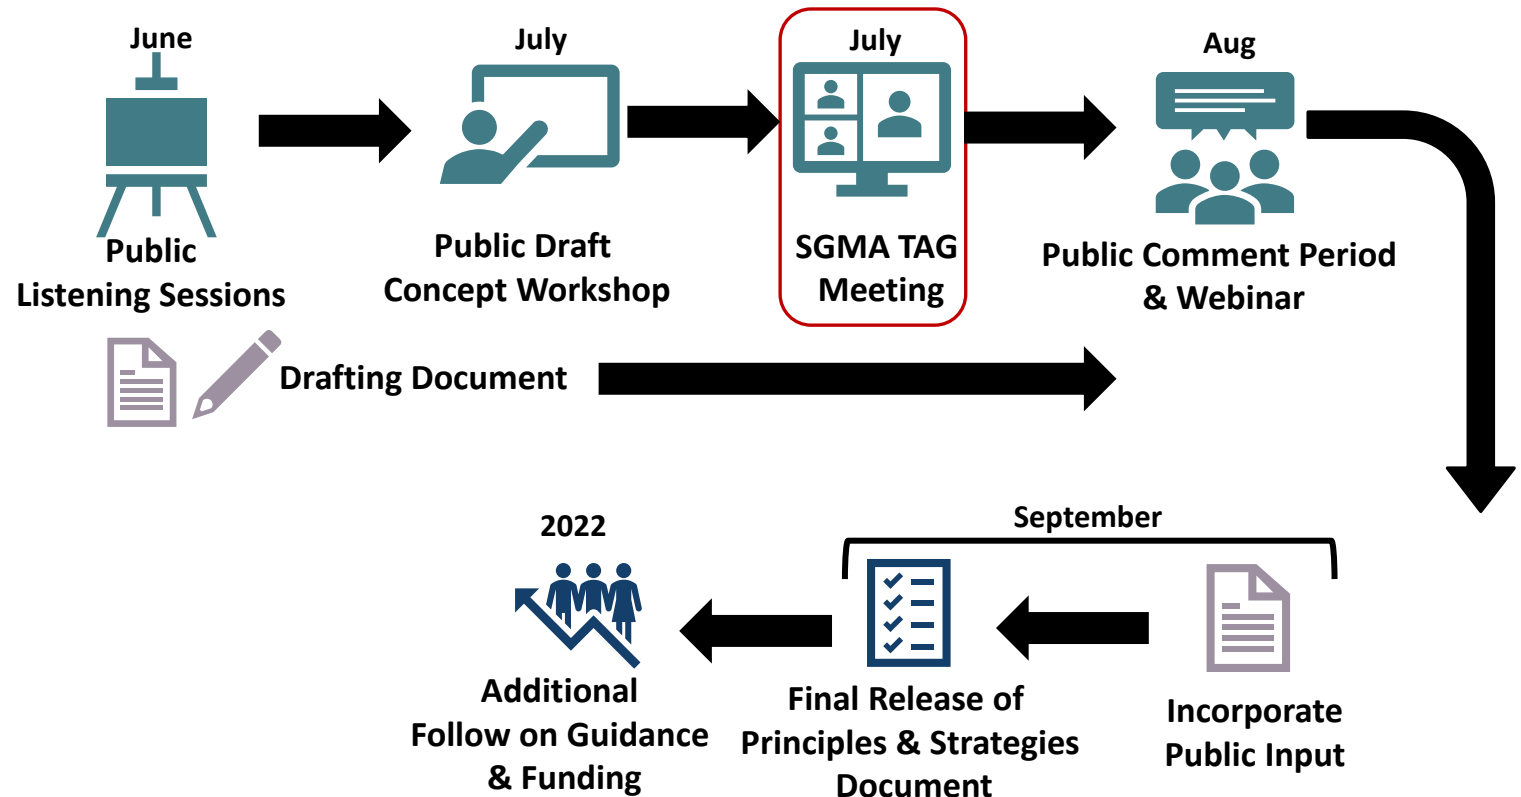 June
Public
Listening Sessions
July
Public Draft
Concept Workshop
July
SGMA TAG
Meeting
Aug
Public Comment Period
& Webinar
Drafting Document
September
Incorporate
Public Input
Final Release of
Principles & Strategies
Document
2022
Additional
Follow on Guidance
& Funding